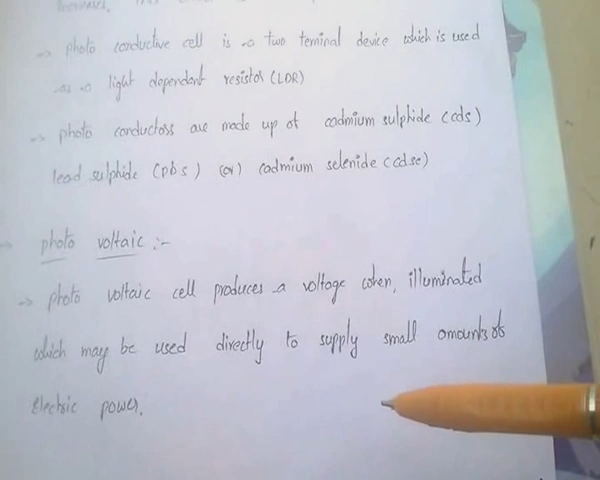 → photo conductive cell is a two teminal device which is used
as a light dependant resistor (LDR)
→ photo conductors are made up of cadmium sulphide (cds)
lead sulphide (pbs) (or) cadmium selenide (cdse)
→ photo voltaic :-
→ photo voltaic cell produces a voltage when, illuminated
which may be used directly to supply small amounts of
Electric power.